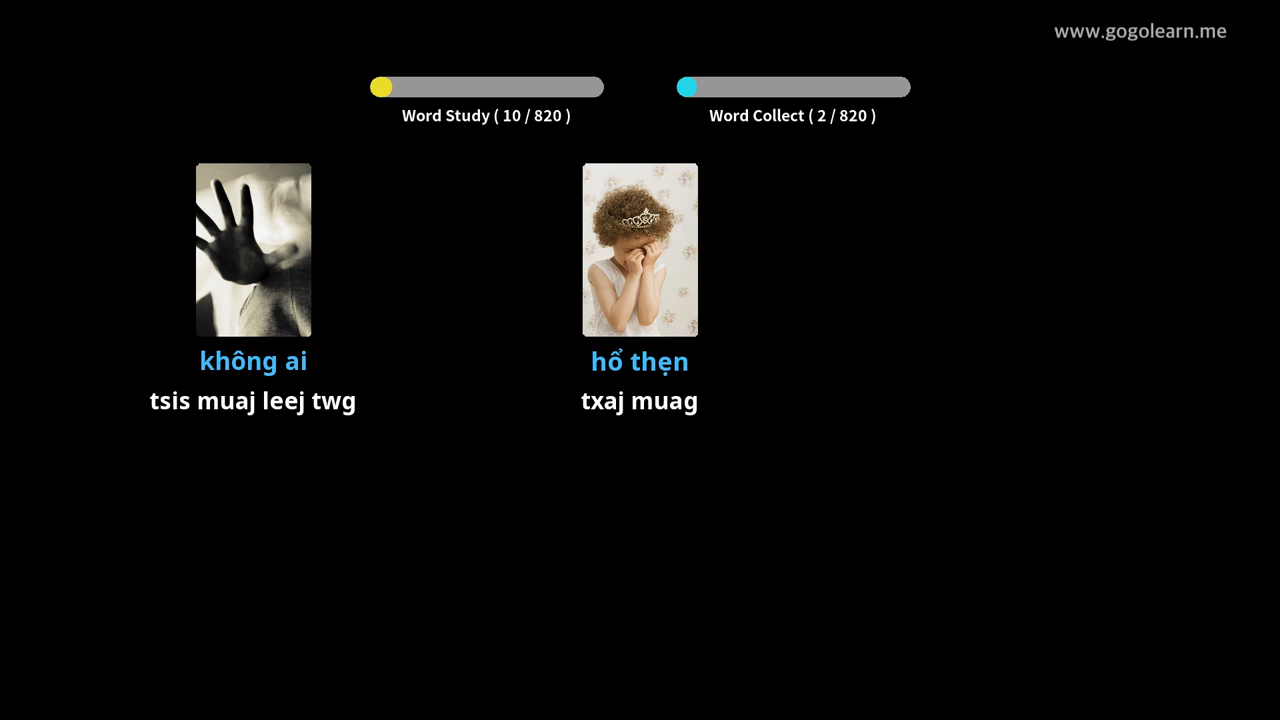 www.gogolearn.me
Word Study ( 10 / 820 )
Word Collect ( 2 / 820 )
không ai
hổ thẹn
tsis muaj leej twg
txaj muag